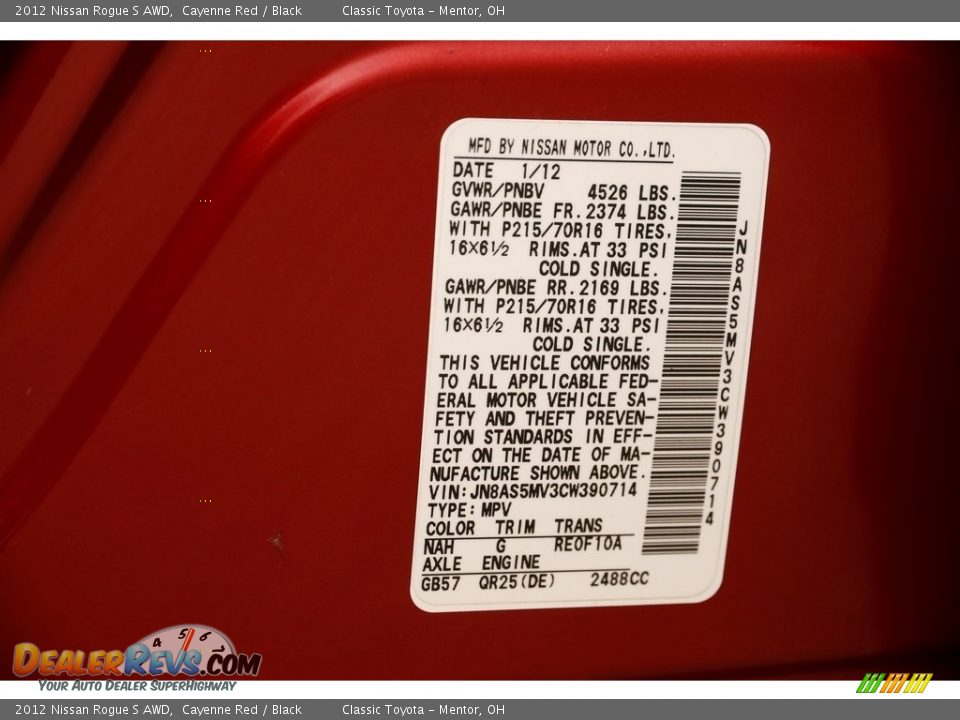 2012 Nissan Rogue S AWD, Cayenne Red / Black Classic Toyota - Mentor, OH
MFD BY NISSAN MOTOR CO.,LTD.
DATE 1/12
GVWR/PNBV 4526 LBS.
GAWR/PNBE FR.2374 LBS.
WITH P215/70R16 TIRES,
16×6½ RIMS.AT 33 PSI
COLD SINGLE.
GAWR/PNBE RR.2169 LBS.
WITH P215/70R16 TIRES,
16×6½ RIMS.AT 33 PSI
COLD SINGLE.
THIS VEHICLE CONFORMS
TO ALL APPLICABLE FED-
ERAL MOTOR VEHICLE SA-
FETY AND THEFT PREVEN-
TION STANDARDS IN EFF-
ECT ON THE DATE OF MA-
NUFACTURE SHOWN ABOVE.
VIN:JN8AS5MV3CW390714
TYPE:MPV
COLOR TRIM TRANS
NAH G RE0F10A
AXLE ENGINE
GB57 QR25(DE) 2488CC
JN8AS5MV3CW390714
4 5 6
DEALERREVS.COM
YOUR AUTO DEALER SUPERHIGHWAY
2012 Nissan Rogue S AWD, Cayenne Red / Black Classic Toyota - Mentor, OH